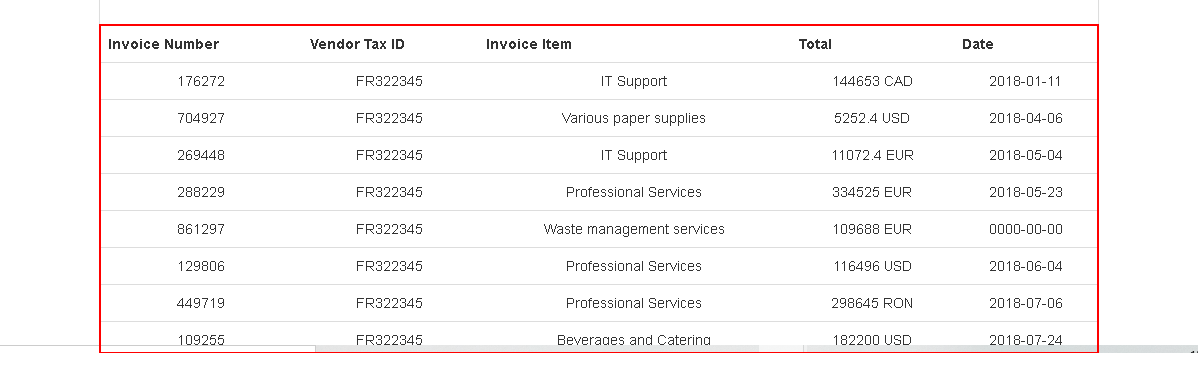 Invoice Number Vendor Tax ID Invoice Item Total Date
176272 FR322345 IT Support 144653 CAD 2018-01-11
704927 FR322345 Various paper supplies 5252.4 USD 2018-04-06
269448 FR322345 IT Support 11072.4 EUR 2018-05-04
288229 FR322345 Professional Services 334525 EUR 2018-05-23
861297 FR322345 Waste management services 109688 EUR 0000-00-00
129806 FR322345 Professional Services 116496 USD 2018-06-04
449719 FR322345 Professional Services 298645 RON 2018-07-06
109255 FR322345 Beverages and Catering 182200 USD 2018-07-24